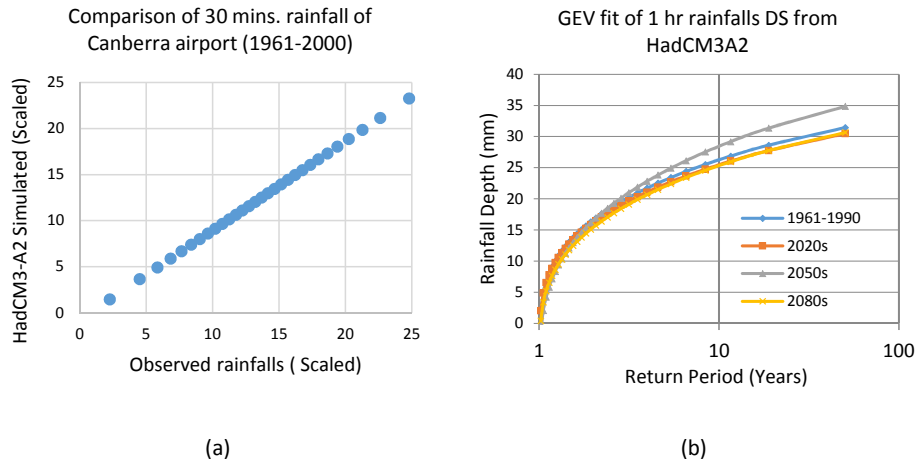 Comparison of 30 mins. rainfall of
Canberra airport (1961-2000)
HadCM3-A2 Simulated (Scaled)
25
20
15
10
5
0
0 5 10 15 20 25
Observed rainfalls ( Scaled)
(a)
GEV fit of 1 hr rainfalls DS from
HadCM3A2
Rainfall Depth (mm)
40
35
30
25
20
15
10
5
0
1961-1990
2020s
2050s
2080s
1 10 100
Return Period (Years)
(b)